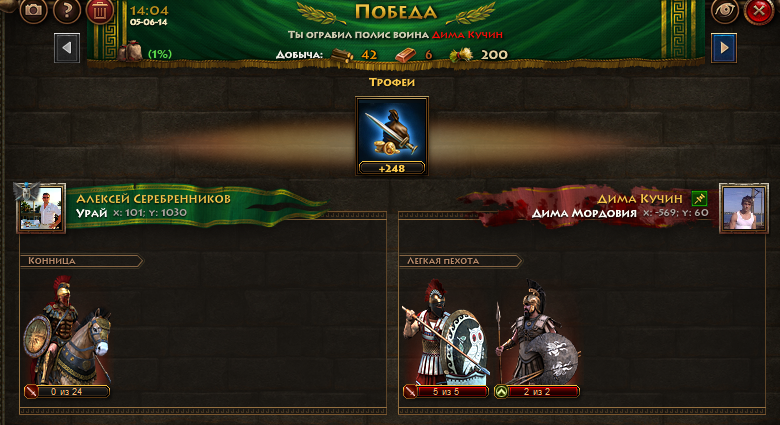 14:04
05-06-14
ПОБЕДА
ТЫ ОГРАБИЛ ПОЛИС ВОИНА ДИМА КУЧИН
(1%)
ДОБЫЧА: 42 6 200
ТРОФЕИ
+248
АЛЕКСЕЙ СЕРЕБРЕННИКОВ
УРАЙ X: 101; Y: 1030
ДИМА КУЧИН
ДИМА МОРДОВИЯ X: -569; Y: 60
КОННИЦА
ЛЕГКАЯ ПЕХОТА
0 из 24
5 из 5
2 из 2